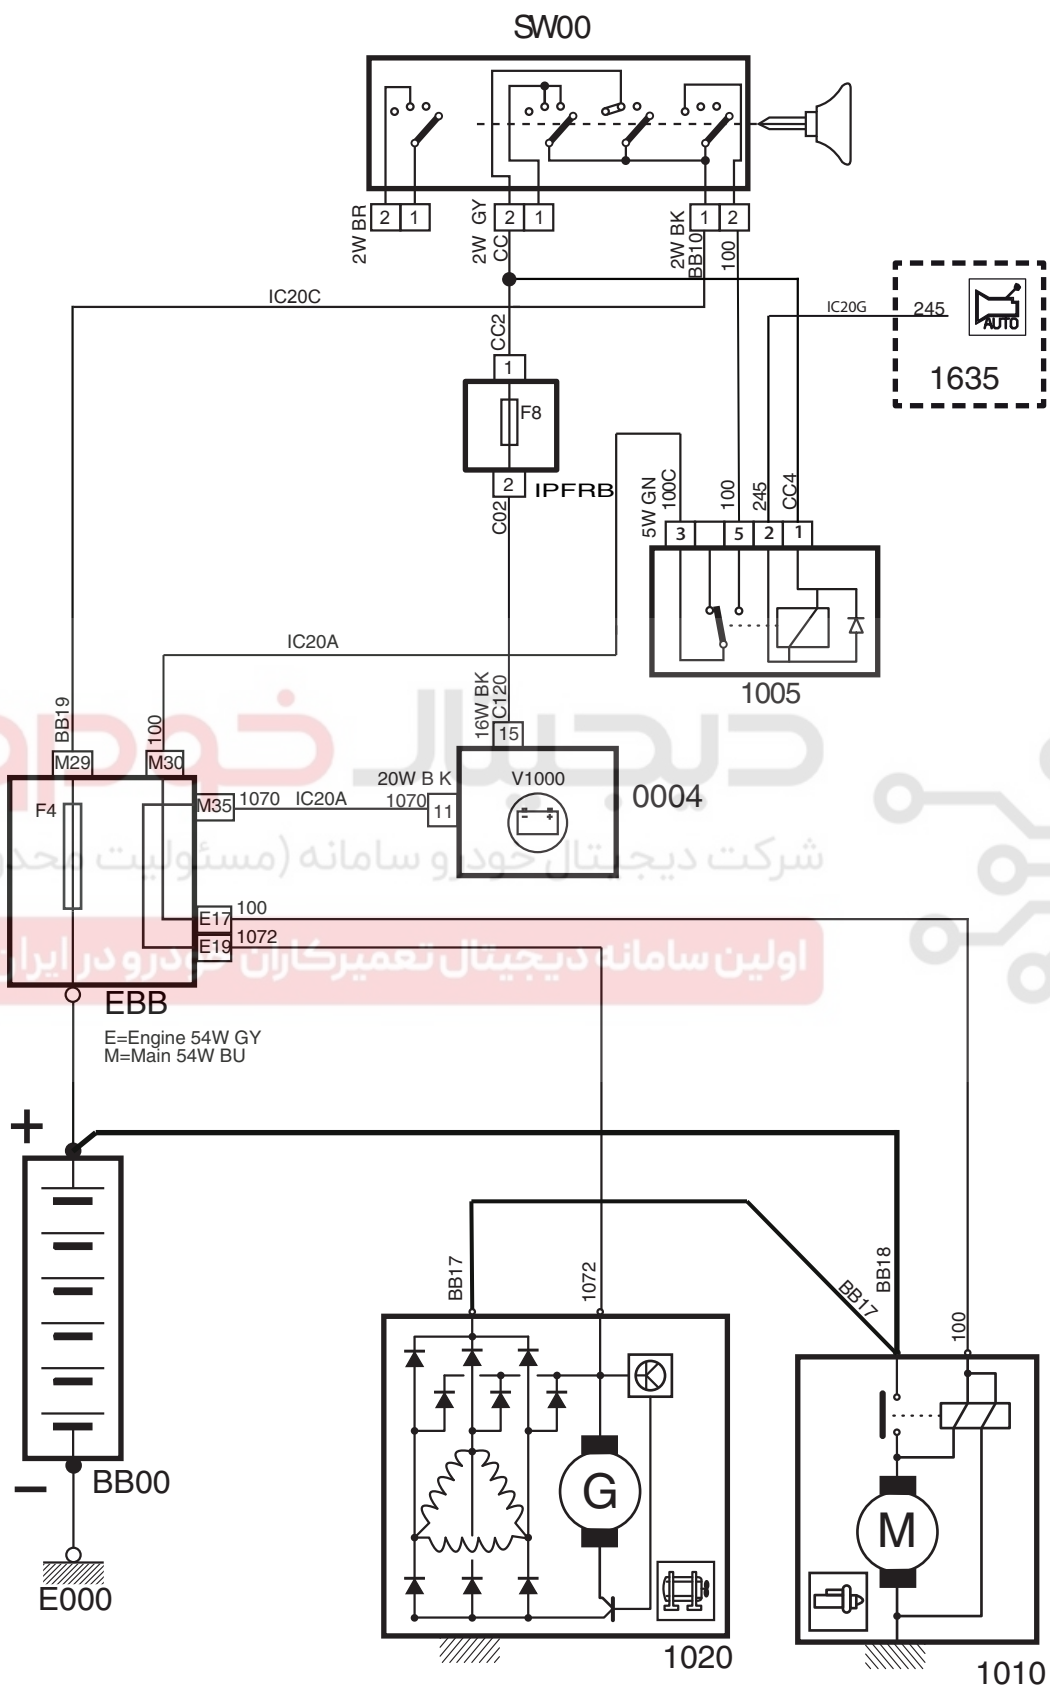 SW00
2W BR
2
1
2W GY
CC
2
1
2W BK
BB10
1
2
100
IC20C
CC2
IC20G
245
AUTO
1635
1
F8
2
IPFRB
C02
5W GN
100C
100
245
CC4
3
5
2
1
1005
IC20A
BB19
100
16W BK
C120
15
M29
M30
F4
M35
1070
IC20A
20W B K
1070
11
V1000
0004
دیجیتال خودرو
شرکت دیجیتال خودرو سامانه (مسئولیت محدو
اولین سامانه دیجیتال تعمیرکاران خودرو در ایران
E17
100
E19
1072
EBB
E=Engine 54W GY
M=Main 54W BU
+
BB17
1072
BB17
BB18
100
−
BB00
E000
G
M
1020
1010